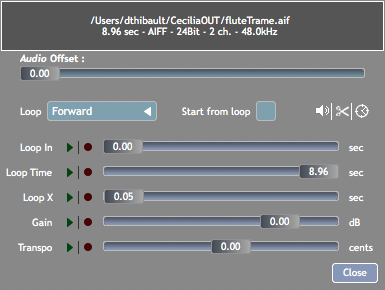 /Users/dthibault/CeciliaOUT/fluteTrame.aif
8.96 sec - AIFF - 24Bit - 2 ch. - 48.0kHz
Audio Offset :
0.00
Loop Forward Start from loop
Loop In 0.00 sec
Loop Time 8.96 sec
Loop X 0.05 sec
Gain 0.00 dB
Transpo 0.00 cents
Close